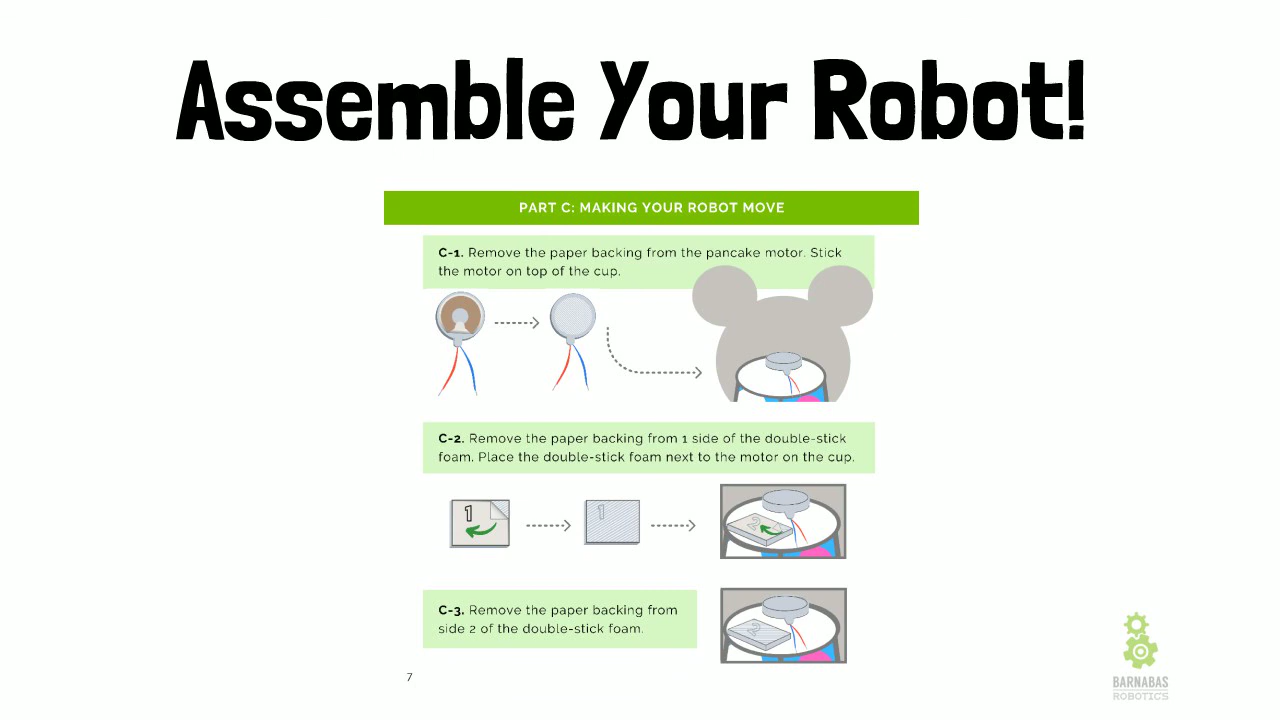 Assemble Your Robot!
PART C: MAKING YOUR ROBOT MOVE
C-1. Remove the paper backing from the pancake motor. Stick
the motor on top of the cup.
C-2. Remove the paper backing from 1 side of the double-stick
foam. Place the double-stick foam next to the motor on the cup.
1
1
2
C-3. Remove the paper backing from
side 2 of the double-stick foam.
2
7
BARNABAS
ROBOTICS